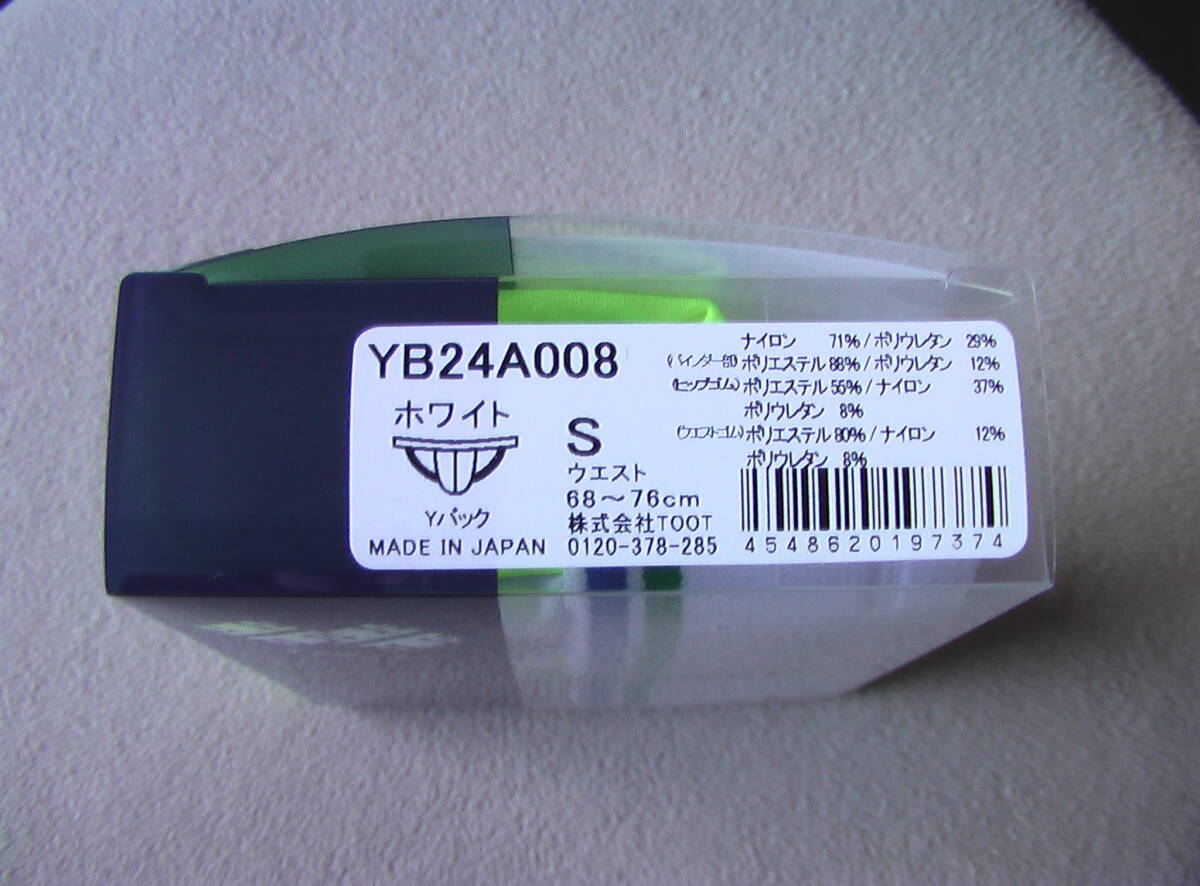 YB24A008
ホワイト
Yバック
MADE IN JAPAN
S
ウエスト
68～76cm
株式会社TOOT
0120-378-285
ナイロン 71% / ポリウレタン 29%
(バインダー部) ポリエステル 88% / ポリウレタン 12%
(ヒップゴム) ポリエステル 55% / ナイロン 37%
ポリウレタン 8%
(ウエストゴム) ポリエステル 80% / ナイロン 12%
ポリウレタン 8%
4548620197374